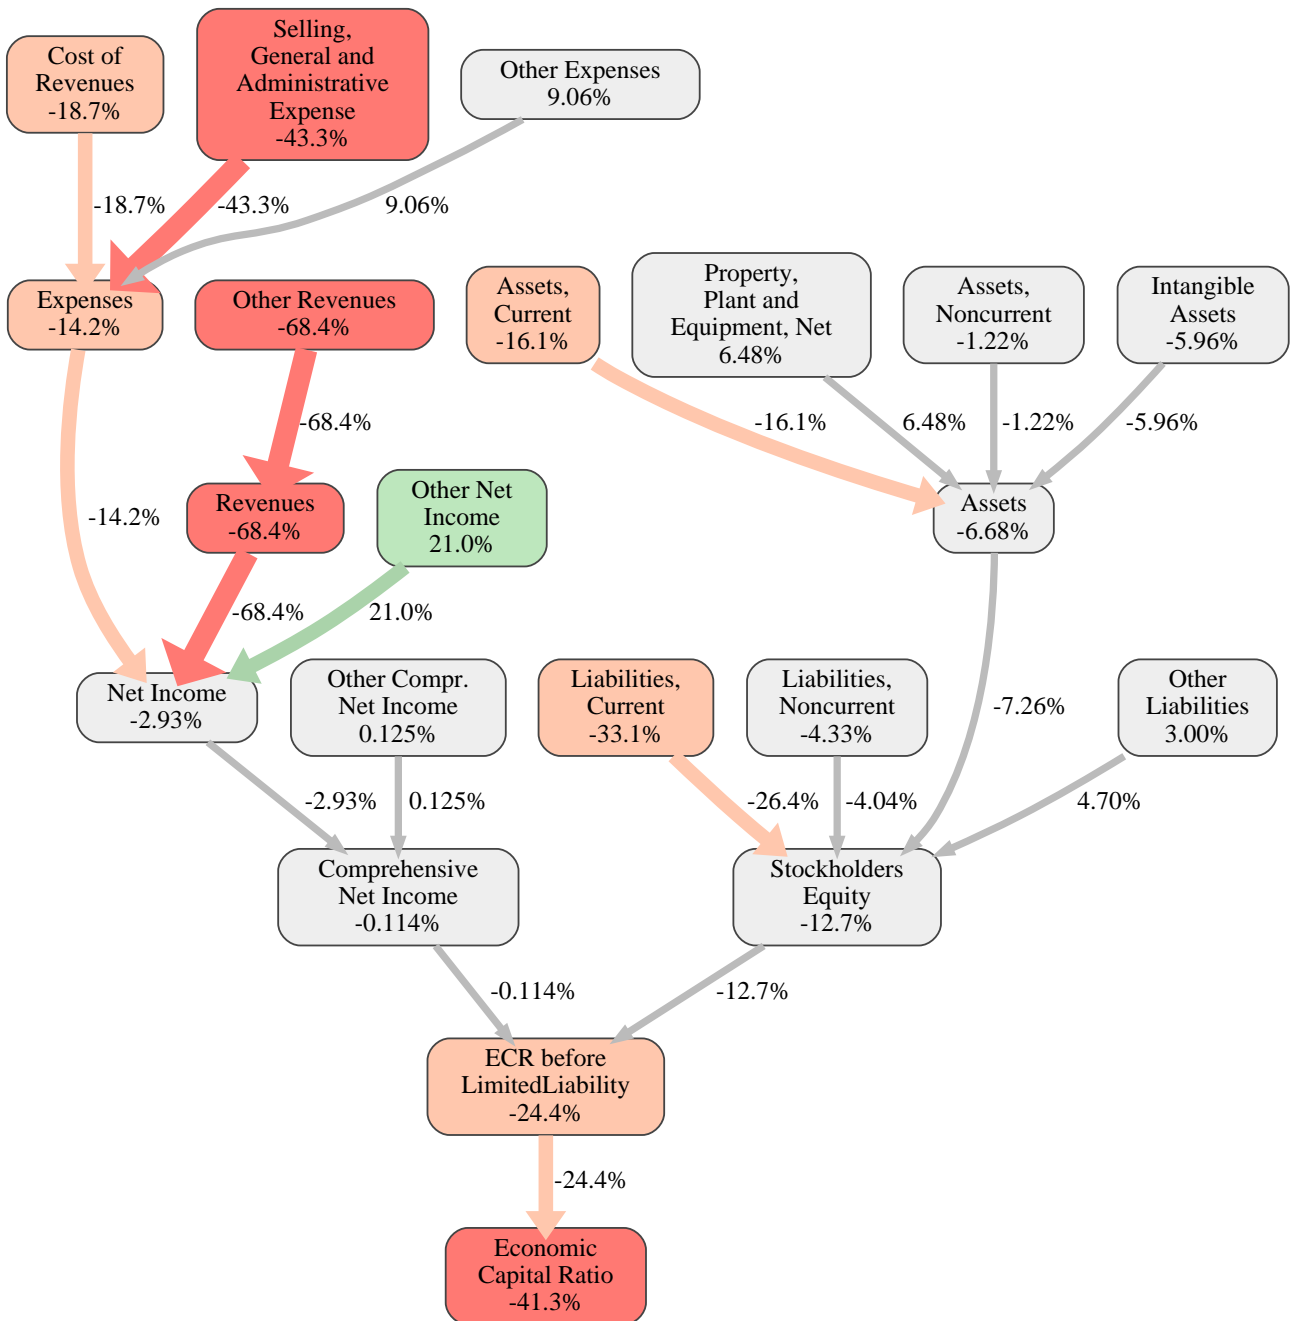 Cost of
Revenues
-18.7%
Selling,
General and
Administrative
Expense
-43.3%
Other Expenses
9.06%
-18.7%
-43.3%
9.06%
Expenses
-14.2%
Other Revenues
-68.4%
Assets,
Current
-16.1%
Property,
Plant and
Equipment, Net
6.48%
Assets,
Noncurrent
-1.22%
Intangible
Assets
-5.96%
-68.4%
-16.1%
6.48%
-1.22%
-5.96%
Revenues
-68.4%
Other Net
Income
21.0%
Assets
-6.68%
-14.2%
-68.4%
21.0%
Net Income
-2.93%
Other Compr.
Net Income
0.125%
Liabilities,
Current
-33.1%
Liabilities,
Noncurrent
-4.33%
-7.26%
Other
Liabilities
3.00%
-2.93%
0.125%
-26.4%
-4.04%
4.70%
Comprehensive
Net Income
-0.114%
Stockholders
Equity
-12.7%
-0.114%
-12.7%
ECR before
LimitedLiability
-24.4%
-24.4%
Economic
Capital Ratio
-41.3%